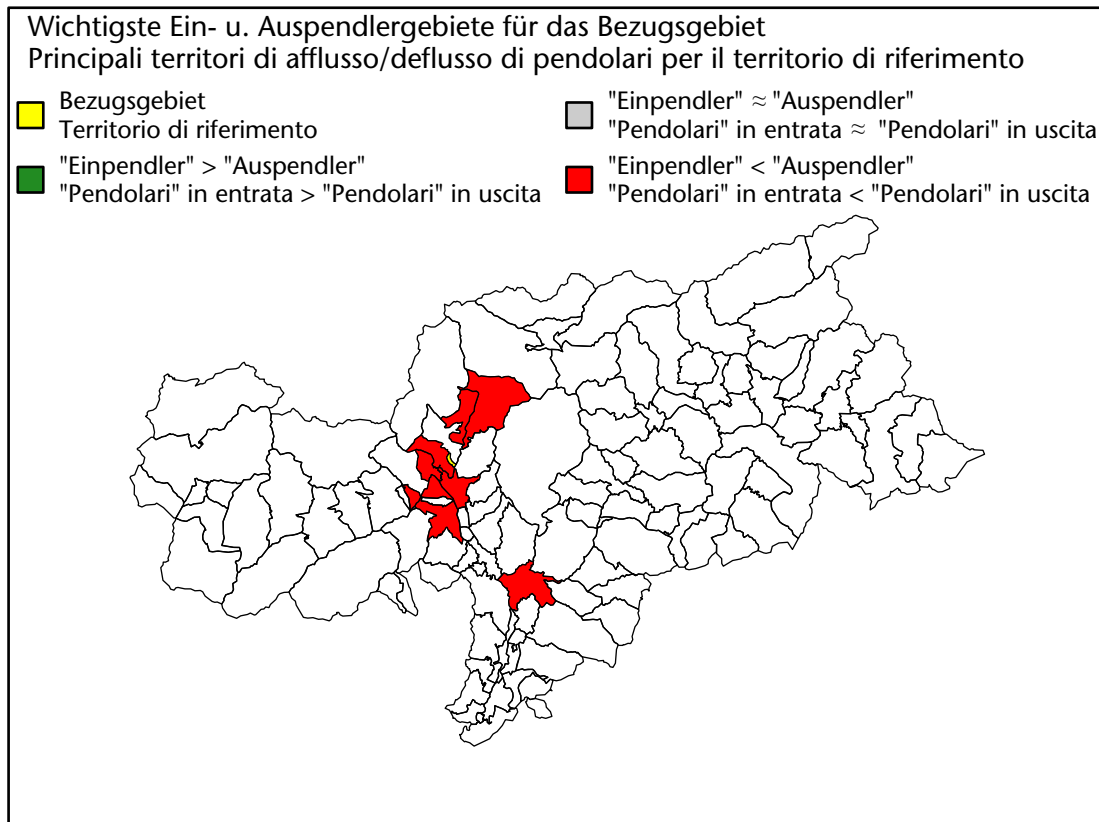 Wichtigste Ein- u. Auspendlergebiete für das Bezugsgebiet
Principali territori di afflusso/deflusso di pendolari per il territorio di riferimento
Bezugsgebiet
Territorio di riferimento
"Einpendler" > "Auspendler"
"Pendolari" in entrata > "Pendolari" in uscita
"Einpendler" ≈ "Auspendler"
"Pendolari" in entrata ≈ "Pendolari" in uscita
"Einpendler" < "Auspendler"
"Pendolari" in entrata < "Pendolari" in uscita